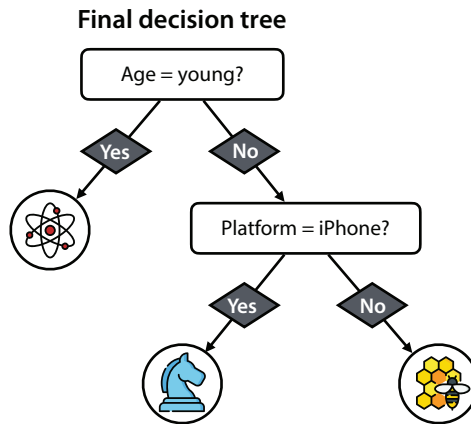 Final decision tree
Age = young?
Yes
No
Platform = iPhone?
Yes
No